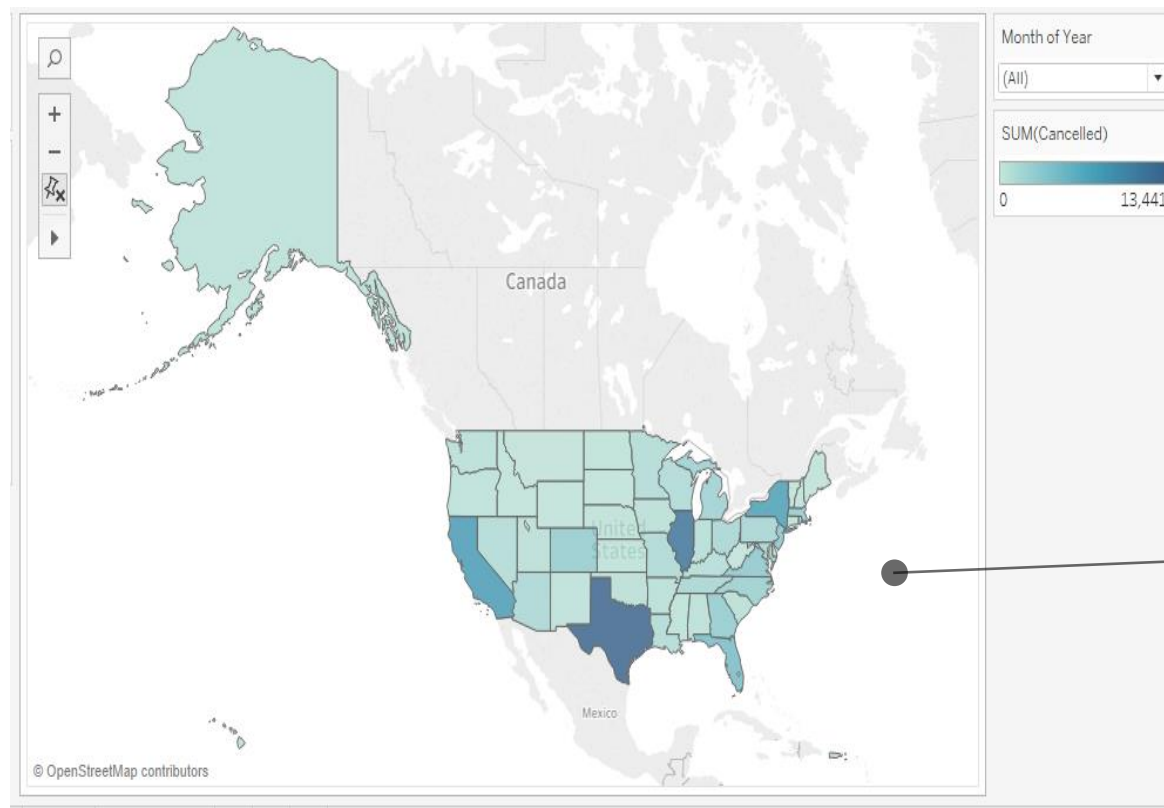 Month of Year
(All)
SUM(Cancelled)
0 13,441
Canada
United
States
Mexico
© OpenStreetMap contributors